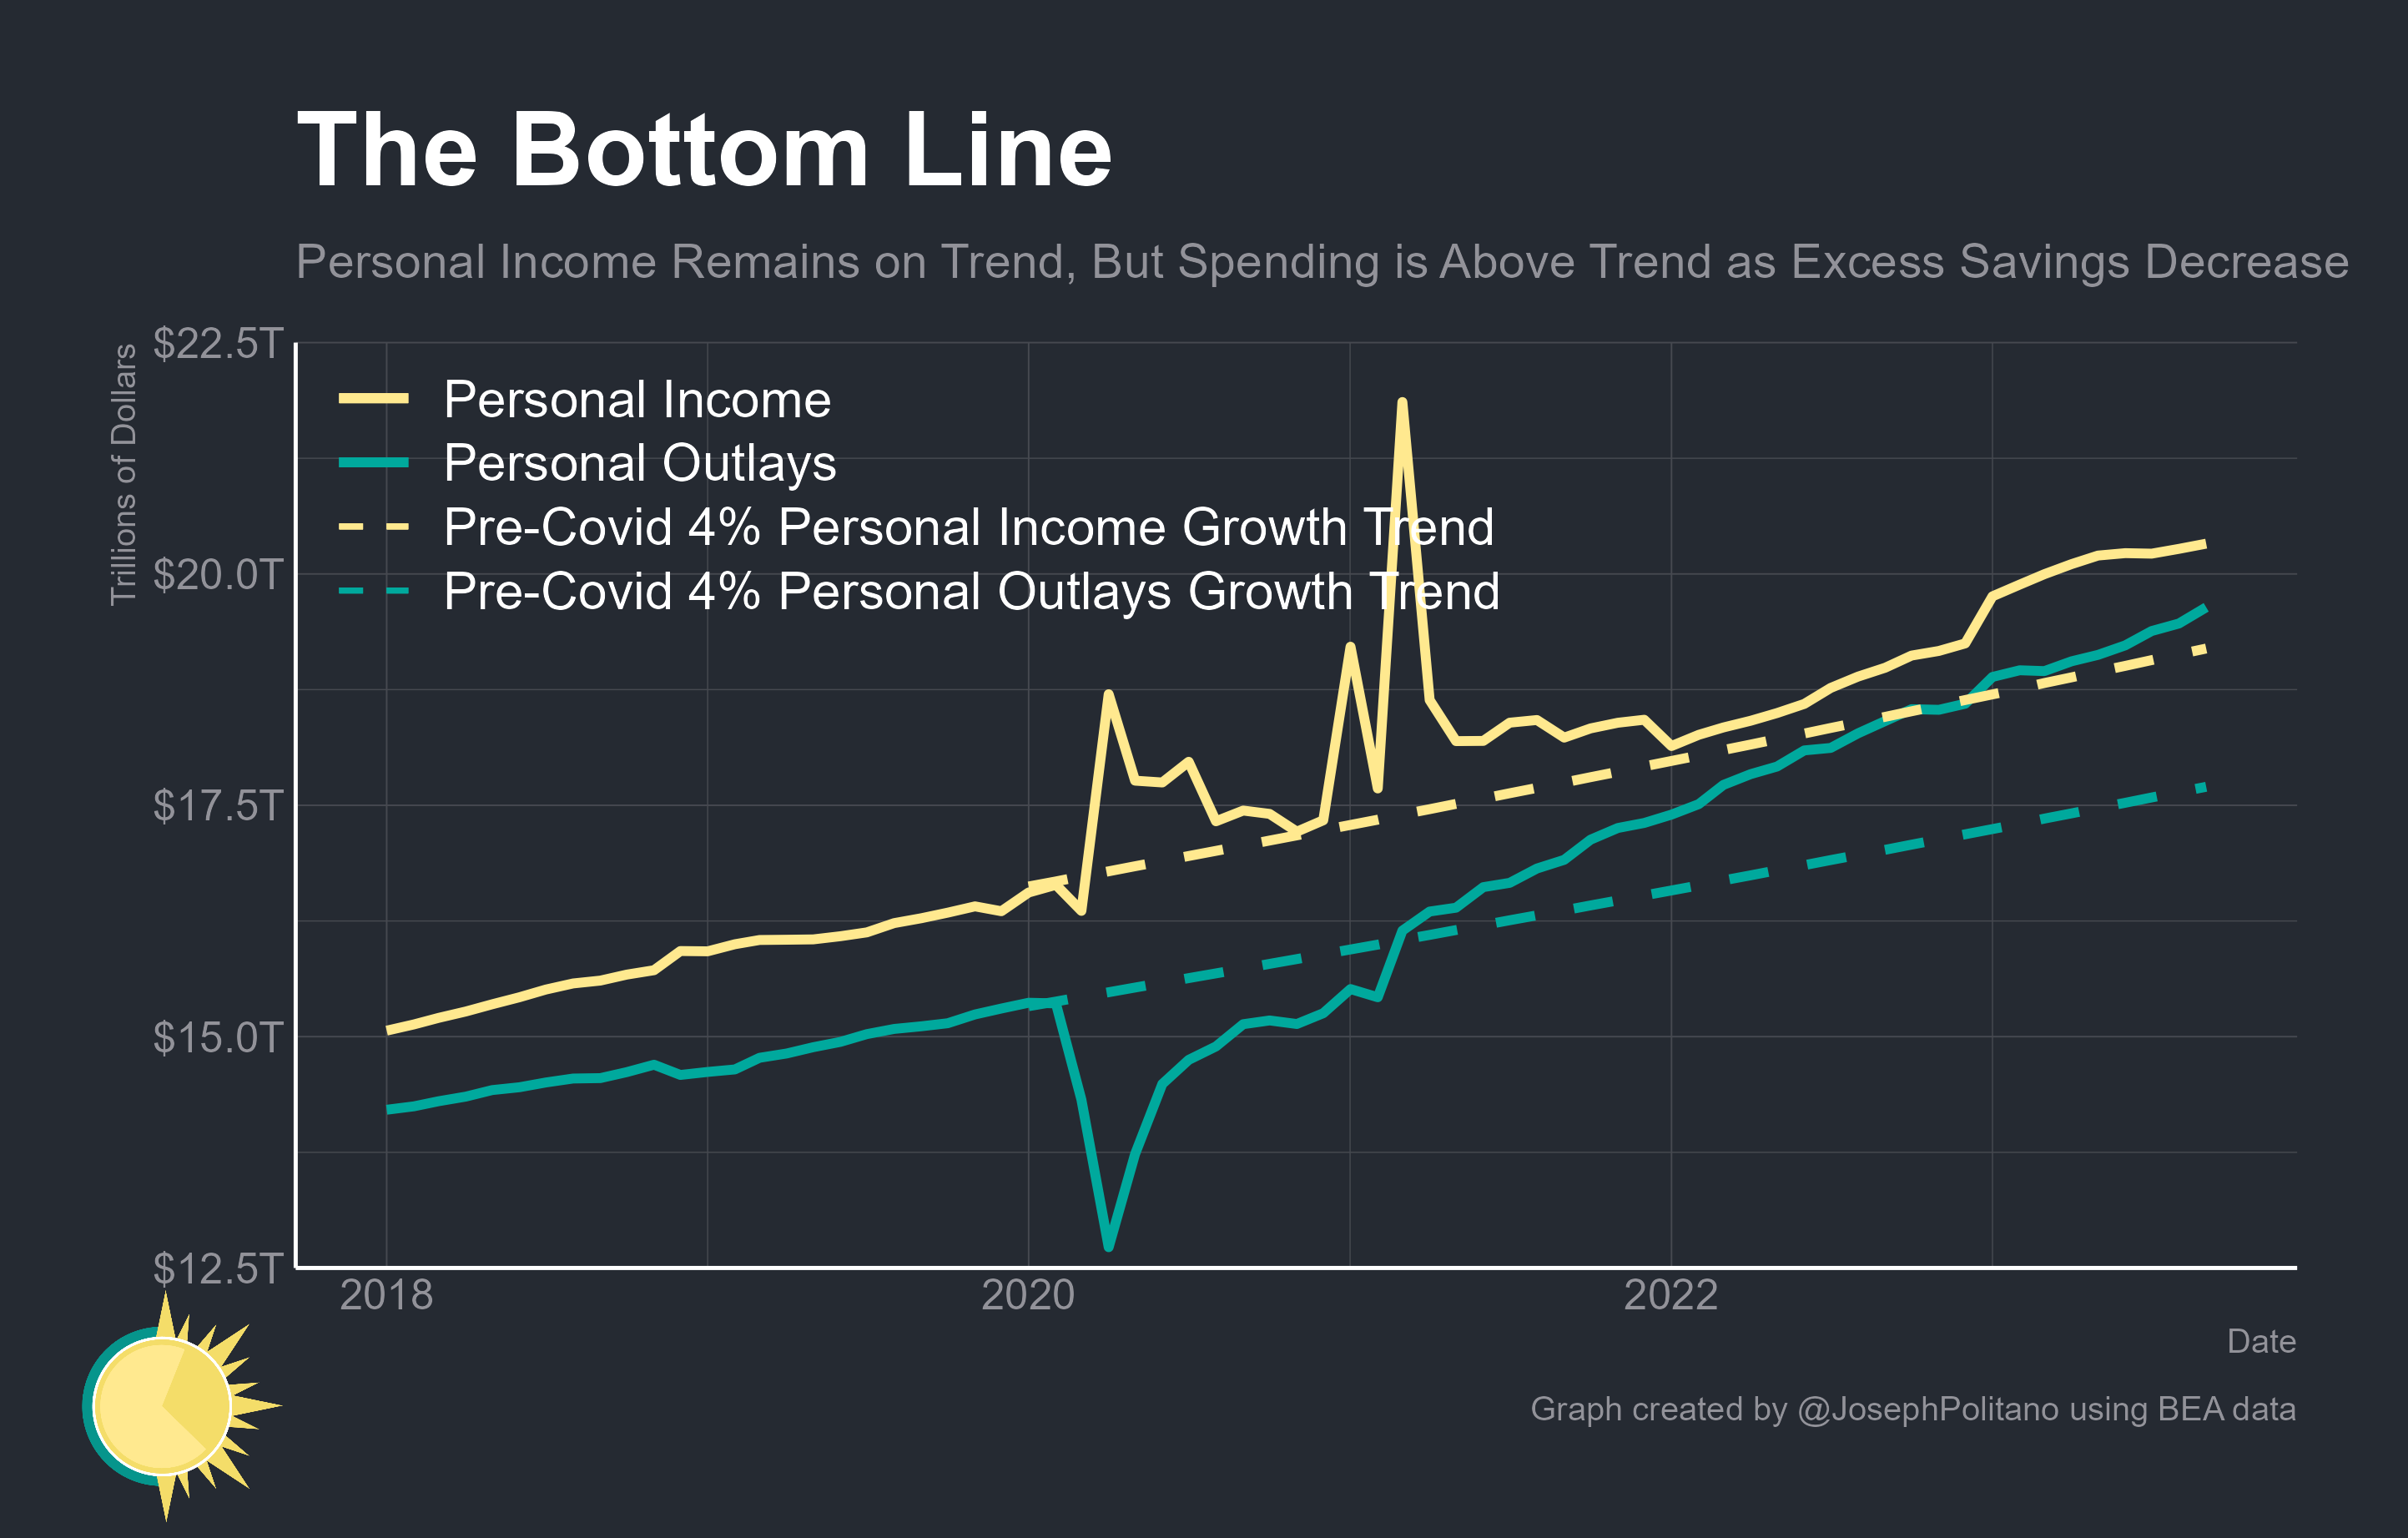 The Bottom Line
Personal Income Remains on Trend, But Spending is Above Trend as Excess Savings Decrease
Trillions of Dollars
$22.5T
$20.0T
$17.5T
$15.0T
$12.5T
Personal Income
Personal Outlays
Pre-Covid 4% Personal Income Growth Trend
Pre-Covid 4% Personal Outlays Growth Trend
2018 2020 2022
Date
Graph created by @JosephPolitano using BEA data